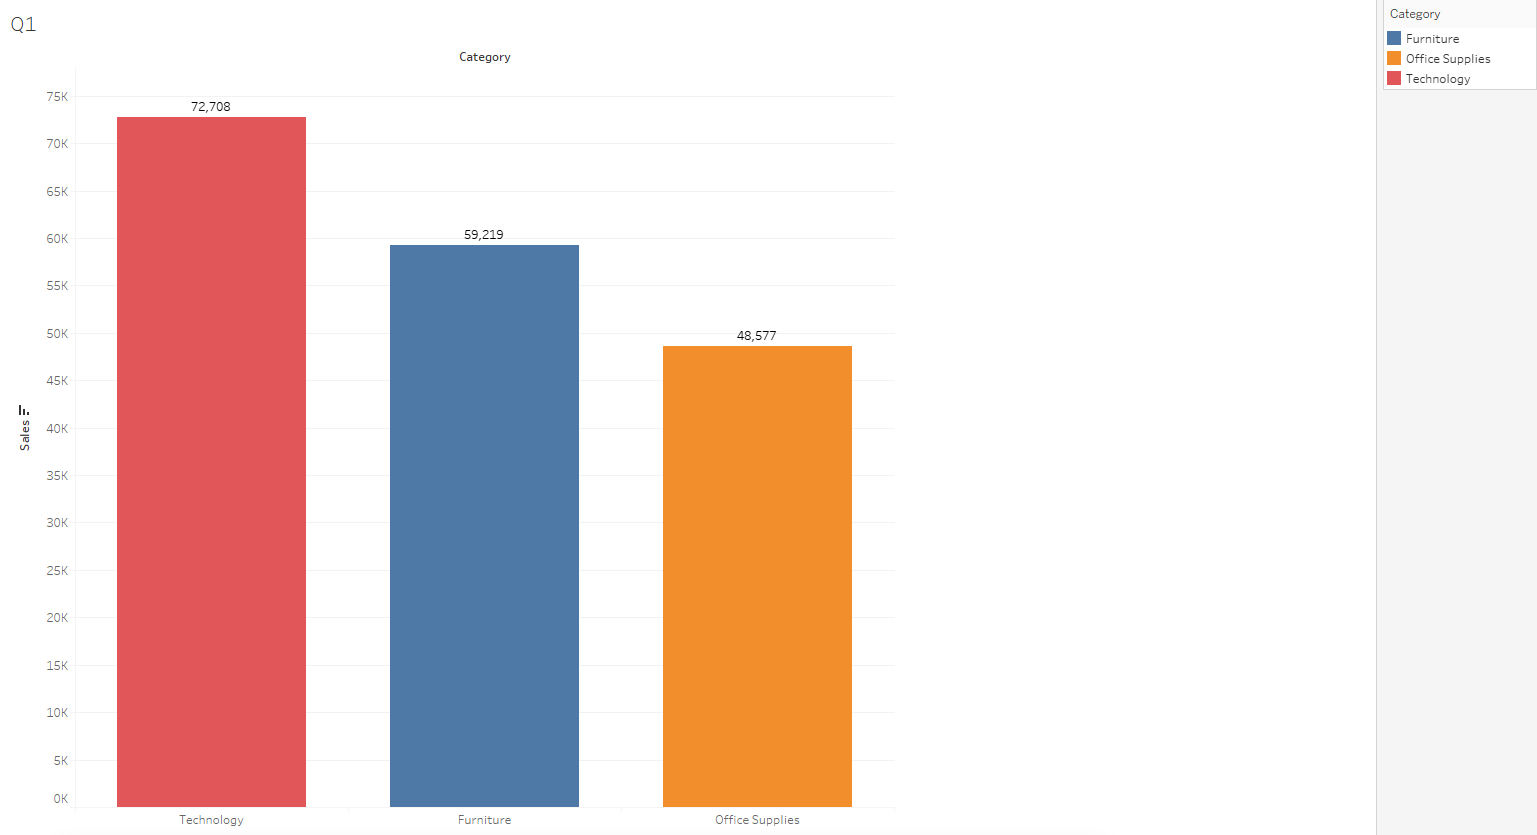 Q1
Category
75K
70K
65K
60K
55K
50K
45K
40K
35K
30K
25K
20K
15K
10K
5K
0K
Sales
72,708
59,219
48,577
Technology
Furniture
Office Supplies
Category
Furniture
Office Supplies
Technology